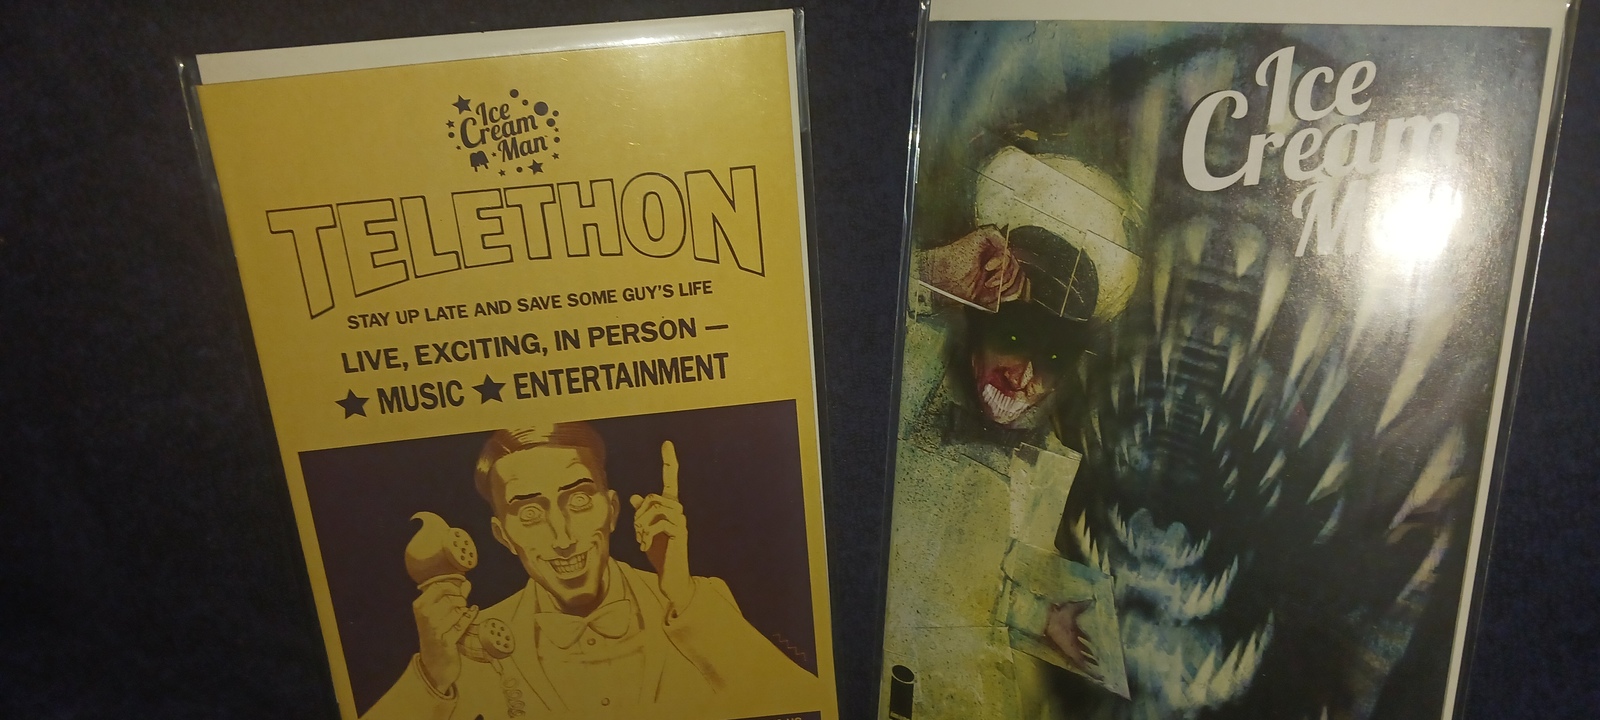 Ice
Cream
Man
TELETHON
STAY UP LATE AND SAVE SOME GUY'S LIFE
LIVE, EXCITING, IN PERSON —
★ MUSIC ★ ENTERTAINMENT
Ice
Cream
Man